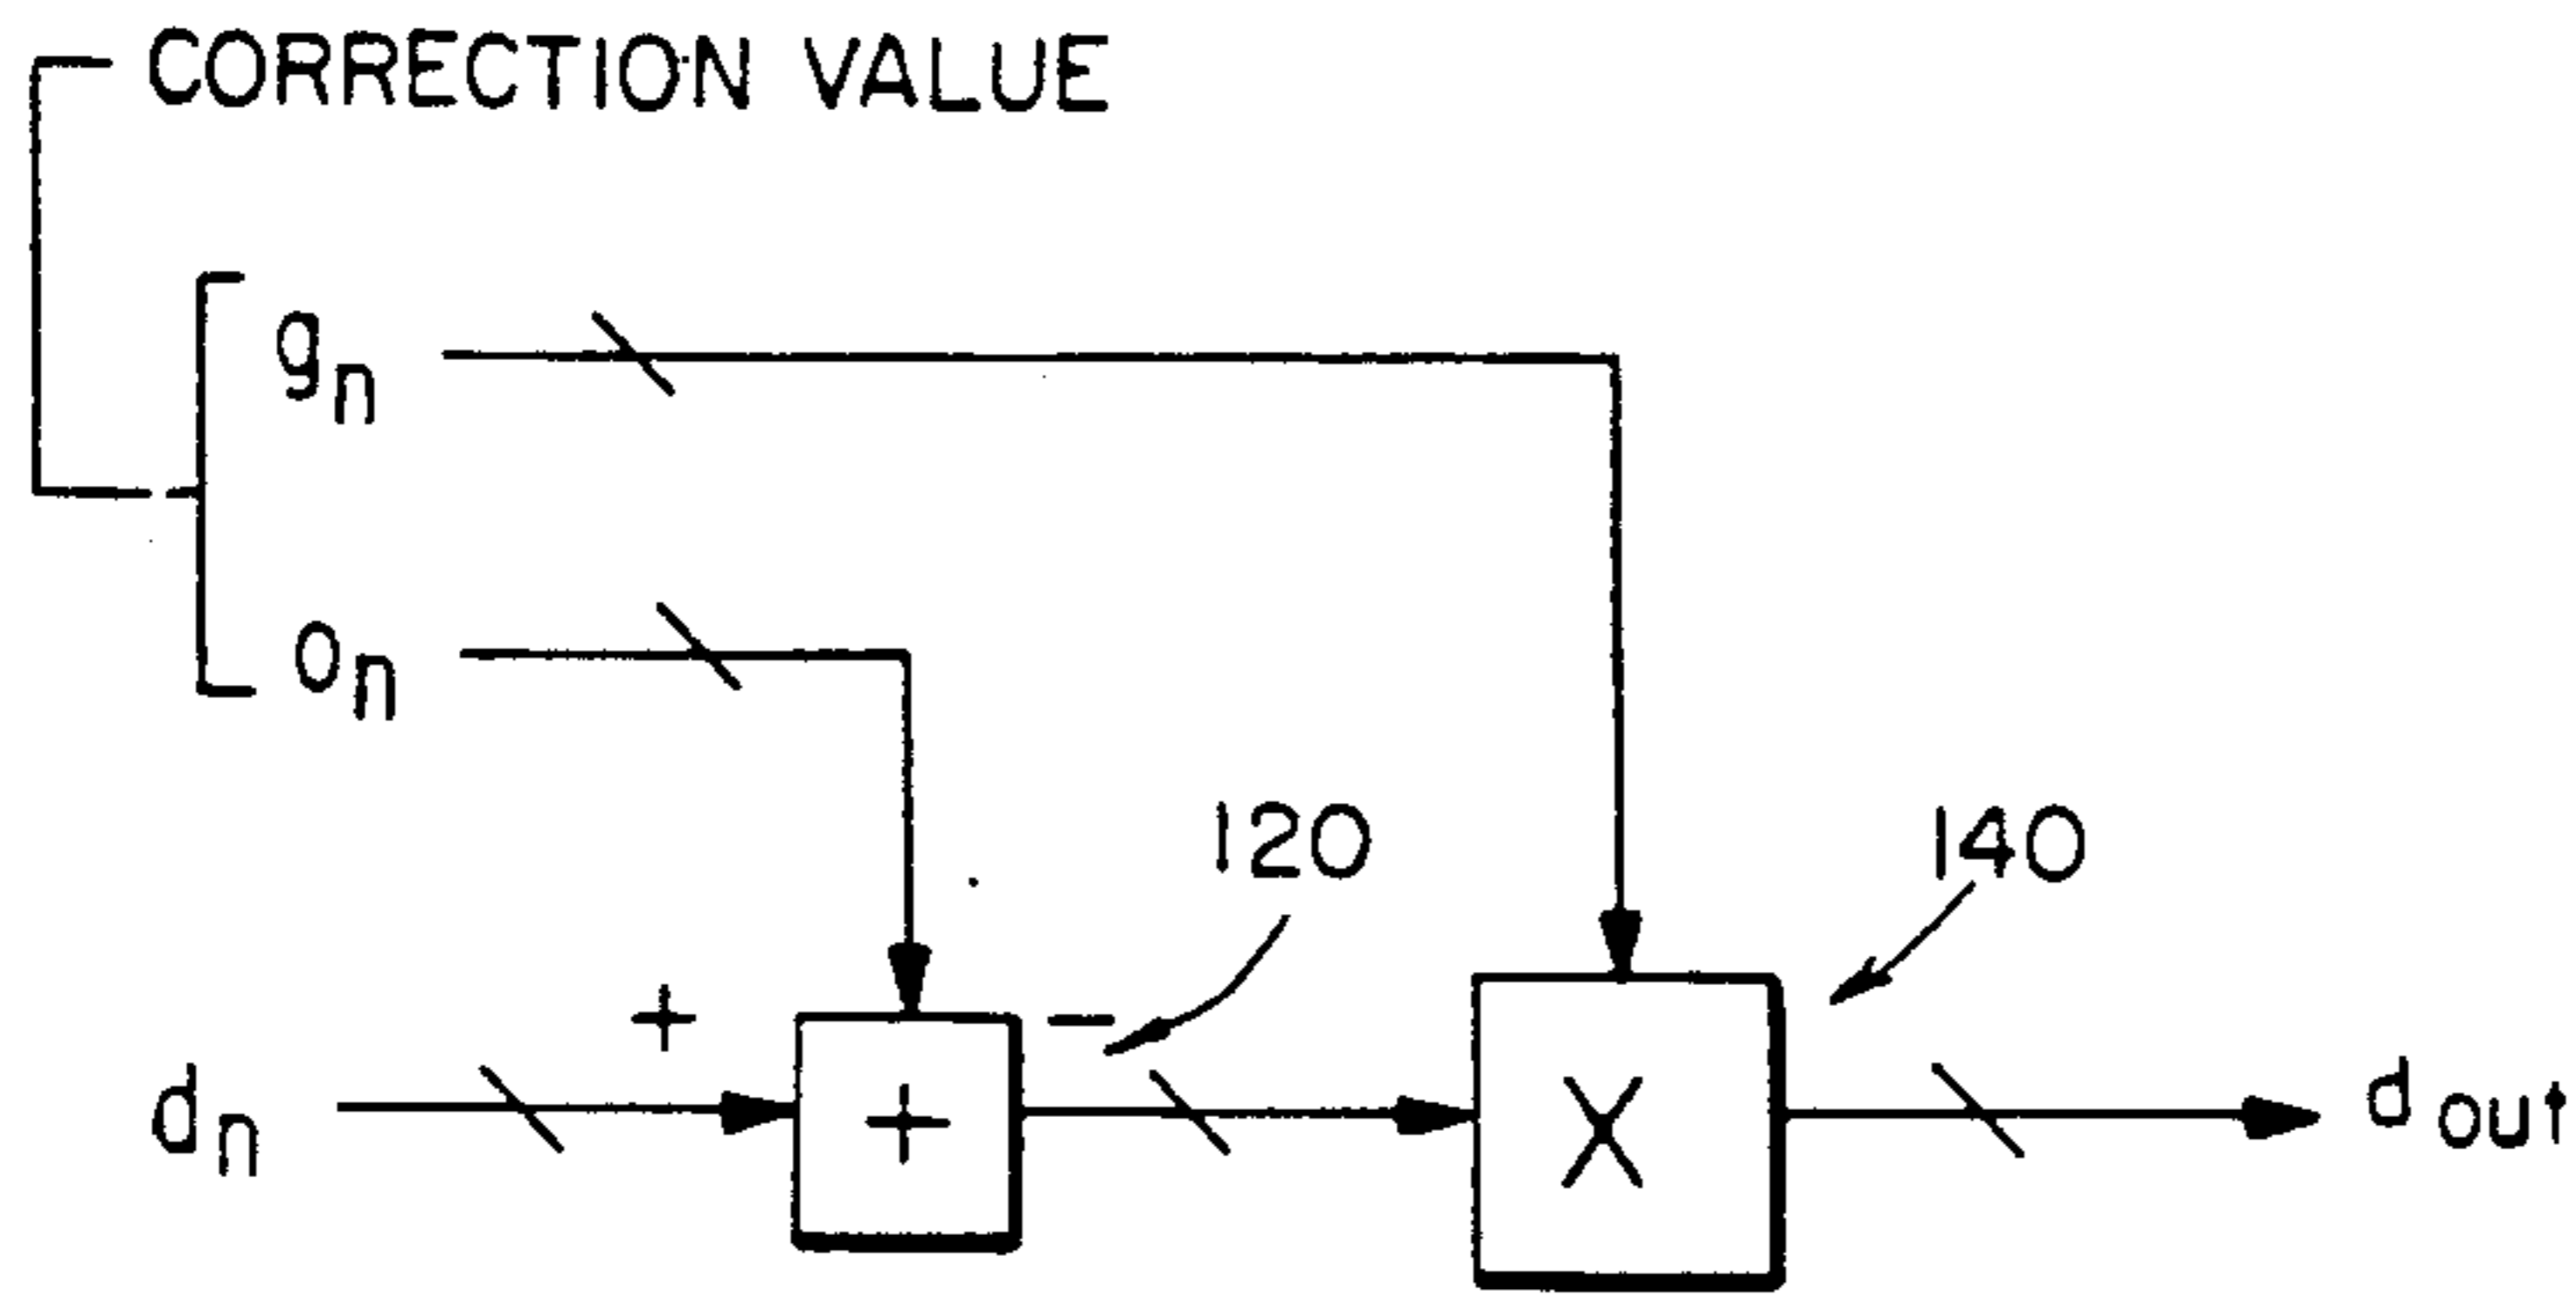 CORRECTION VALUE
gn
on
120
140
+
−
dn
+
X
dout